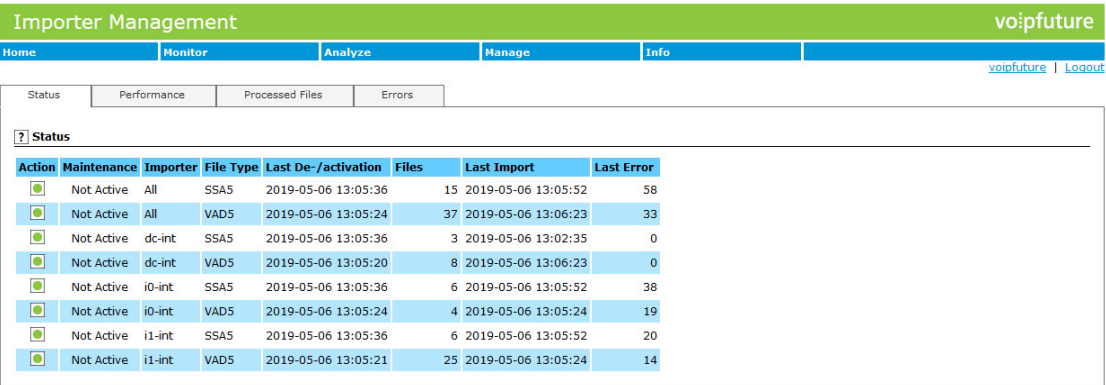 Importer Management voipfuture
Home Monitor Analyze Manage Info
voipfuture | Logout
Status Performance Processed Files Errors
? Status
Action Maintenance Importer File Type Last De-/activation Files Last Import Last Error
Not Active All SSA5 2019-05-06 13:05:36 15 2019-05-06 13:05:52 58
Not Active All VAD5 2019-05-06 13:05:24 37 2019-05-06 13:06:23 33
Not Active dc-int SSA5 2019-05-06 13:05:36 3 2019-05-06 13:02:35 0
Not Active dc-int VAD5 2019-05-06 13:05:20 8 2019-05-06 13:06:23 0
Not Active i0-int SSA5 2019-05-06 13:05:36 6 2019-05-06 13:05:52 38
Not Active i0-int VAD5 2019-05-06 13:05:24 4 2019-05-06 13:05:24 19
Not Active i1-int SSA5 2019-05-06 13:05:36 6 2019-05-06 13:05:52 20
Not Active i1-int VAD5 2019-05-06 13:05:21 25 2019-05-06 13:05:24 14